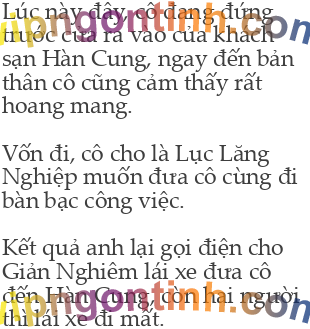 Lúc này đây, cô đang đứng
trước cửa ra vào của khách
sạn Hàn Cung, ngay đến bản
thân cô cũng cảm thấy rất
hoang mang.
Vốn đi, cô cho là Lục Lăng
Nghiệp muốn đưa cô cùng đi
bàn bạc công việc.
Kết quả anh lại gọi điện cho
Giản Nghiêm lái xe đưa cô
đến Hàn Cung, còn hai người
thì lái xe đi mất.
vipngontinh.com
vipngontinh.com